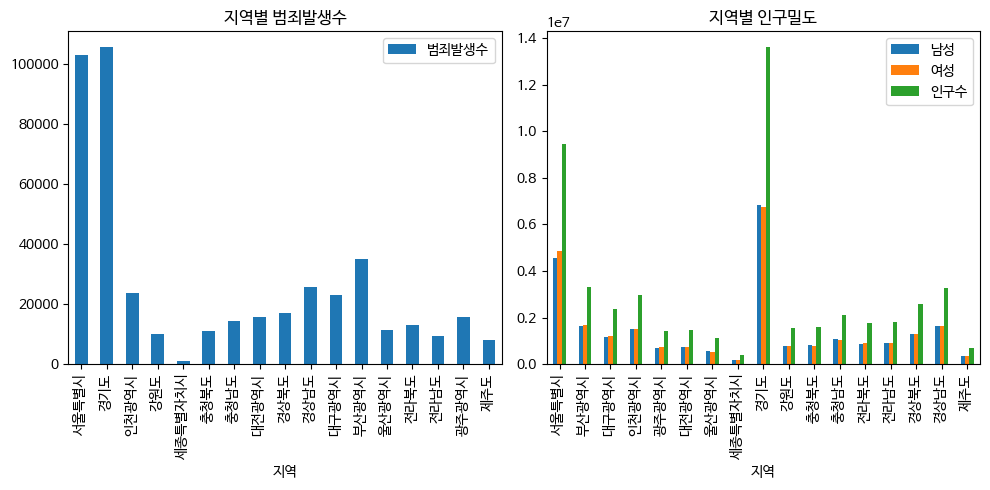 지역별 범죄발생수
범죄발생수
100000
80000
60000
40000
20000
0
서울특별시
경기도
인천광역시
강원도
세종특별자치시
충청북도
충청남도
대전광역시
경상북도
경상남도
대구광역시
부산광역시
울산광역시
전라북도
전라남도
광주광역시
제주도
지역
지역별 인구밀도
1e7
남성
여성
인구수
1.4
1.2
1.0
0.8
0.6
0.4
0.2
0.0
서울특별시
부산광역시
대구광역시
인천광역시
광주광역시
대전광역시
울산광역시
세종특별자치시
경기도
강원도
충청북도
충청남도
전라북도
전라남도
경상북도
경상남도
제주도
지역